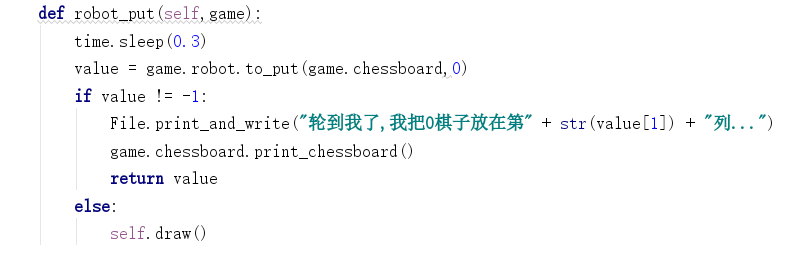 def robot_put(self,game):
    time.sleep(0.3)
    value = game.robot.to_put(game.chessboard,0)
    if value != -1:
        File.print_and_write("轮到我了,我把O棋子放在第" + str(value[1]) + "列...")
        game.chessboard.print_chessboard()
        return value
    else:
        self.draw()